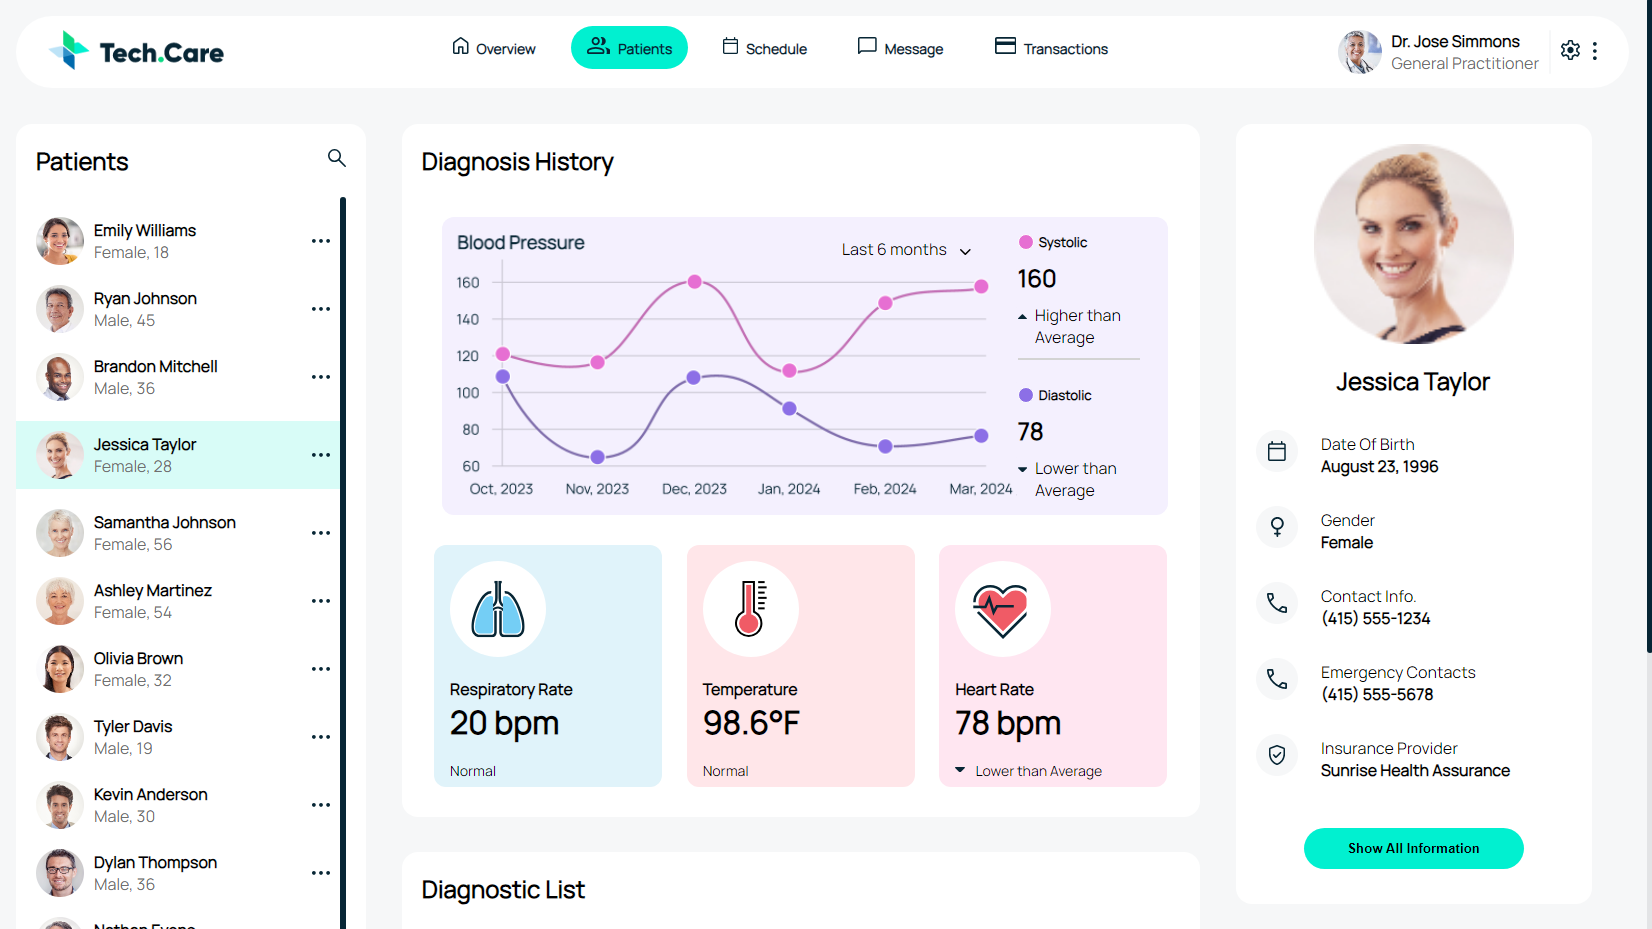 Tech.Care
Overview
Patients
Schedule
Message
Transactions
Dr. Jose Simmons
General Practitioner
Patients
Emily Williams
Female, 18
Ryan Johnson
Male, 45
Brandon Mitchell
Male, 36
Jessica Taylor
Female, 28
Samantha Johnson
Female, 56
Ashley Martinez
Female, 54
Olivia Brown
Female, 32
Tyler Davis
Male, 19
Kevin Anderson
Male, 30
Dylan Thompson
Male, 36
Diagnosis History
Blood Pressure
Last 6 months
160
140
120
100
80
60
Oct, 2023
Nov, 2023
Dec, 2023
Jan, 2024
Feb, 2024
Mar, 2024
Systolic
160
Higher than
Average
Diastolic
78
Lower than
Average
Respiratory Rate
20 bpm
Normal
Temperature
98.6°F
Normal
Heart Rate
78 bpm
Lower than Average
Diagnostic List
Jessica Taylor
Date Of Birth
August 23, 1996
Gender
Female
Contact Info.
(415) 555-1234
Emergency Contacts
(415) 555-5678
Insurance Provider
Sunrise Health Assurance
Show All Information